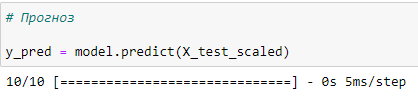 # Прогноз
y_pred = model.predict(X_test_scaled)
10/10 [==============================] - 0s 5ms/step